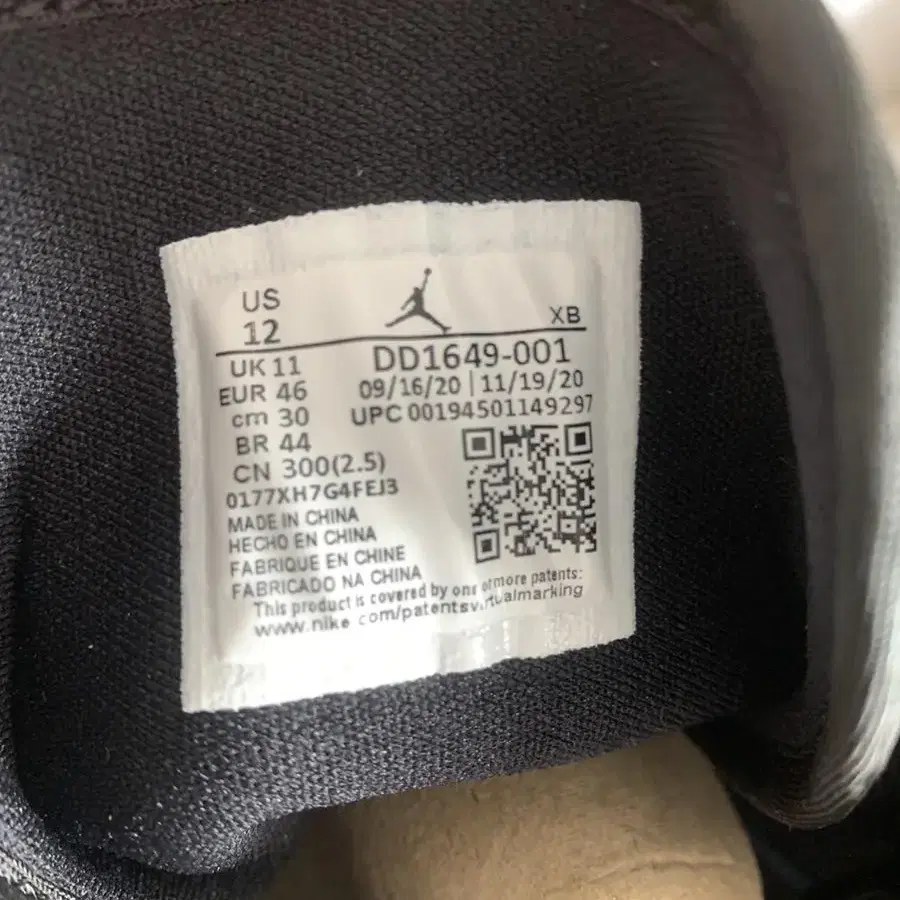 US
12
XB
UK 11
DD1649-001
EUR 46
09/16/20 | 11/19/20
cm 30
UPC 00194501149297
BR 44
CN 300(2.5)
0177XH7G4FEJ3
MADE IN CHINA
HECHO EN CHINA
FABRIQUE EN CHINE
FABRICADO NA CHINA
This product is covered by one or more patents:
www.nike com/patentsvirtualmarking